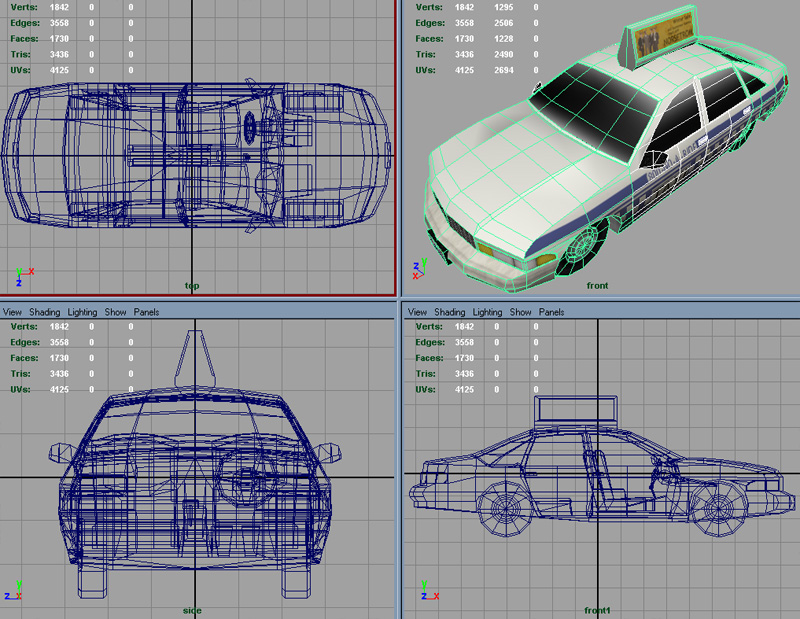 Verts: 1842 0 0
Edges: 3558 0 0
Faces: 1730 0 0
Tris: 3436 0 0
UVs: 4125 0 0
y x
z
top
Verts: 1842 1295 0
Edges: 3558 2506 0
Faces: 1730 1228 0
Tris: 3436 2490 0
UVs: 4125 2694 0
z y
x
front
View Shading Lighting Show Panels
Verts: 1842 0 0
Edges: 3558 0 0
Faces: 1730 0 0
Tris: 3436 0 0
UVs: 4125 0 0
y
z x
side
View Shading Lighting Show Panels
Verts: 1842 0 0
Edges: 3558 0 0
Faces: 1730 0 0
Tris: 3436 0 0
UVs: 4125 0 0
y
z x
front1